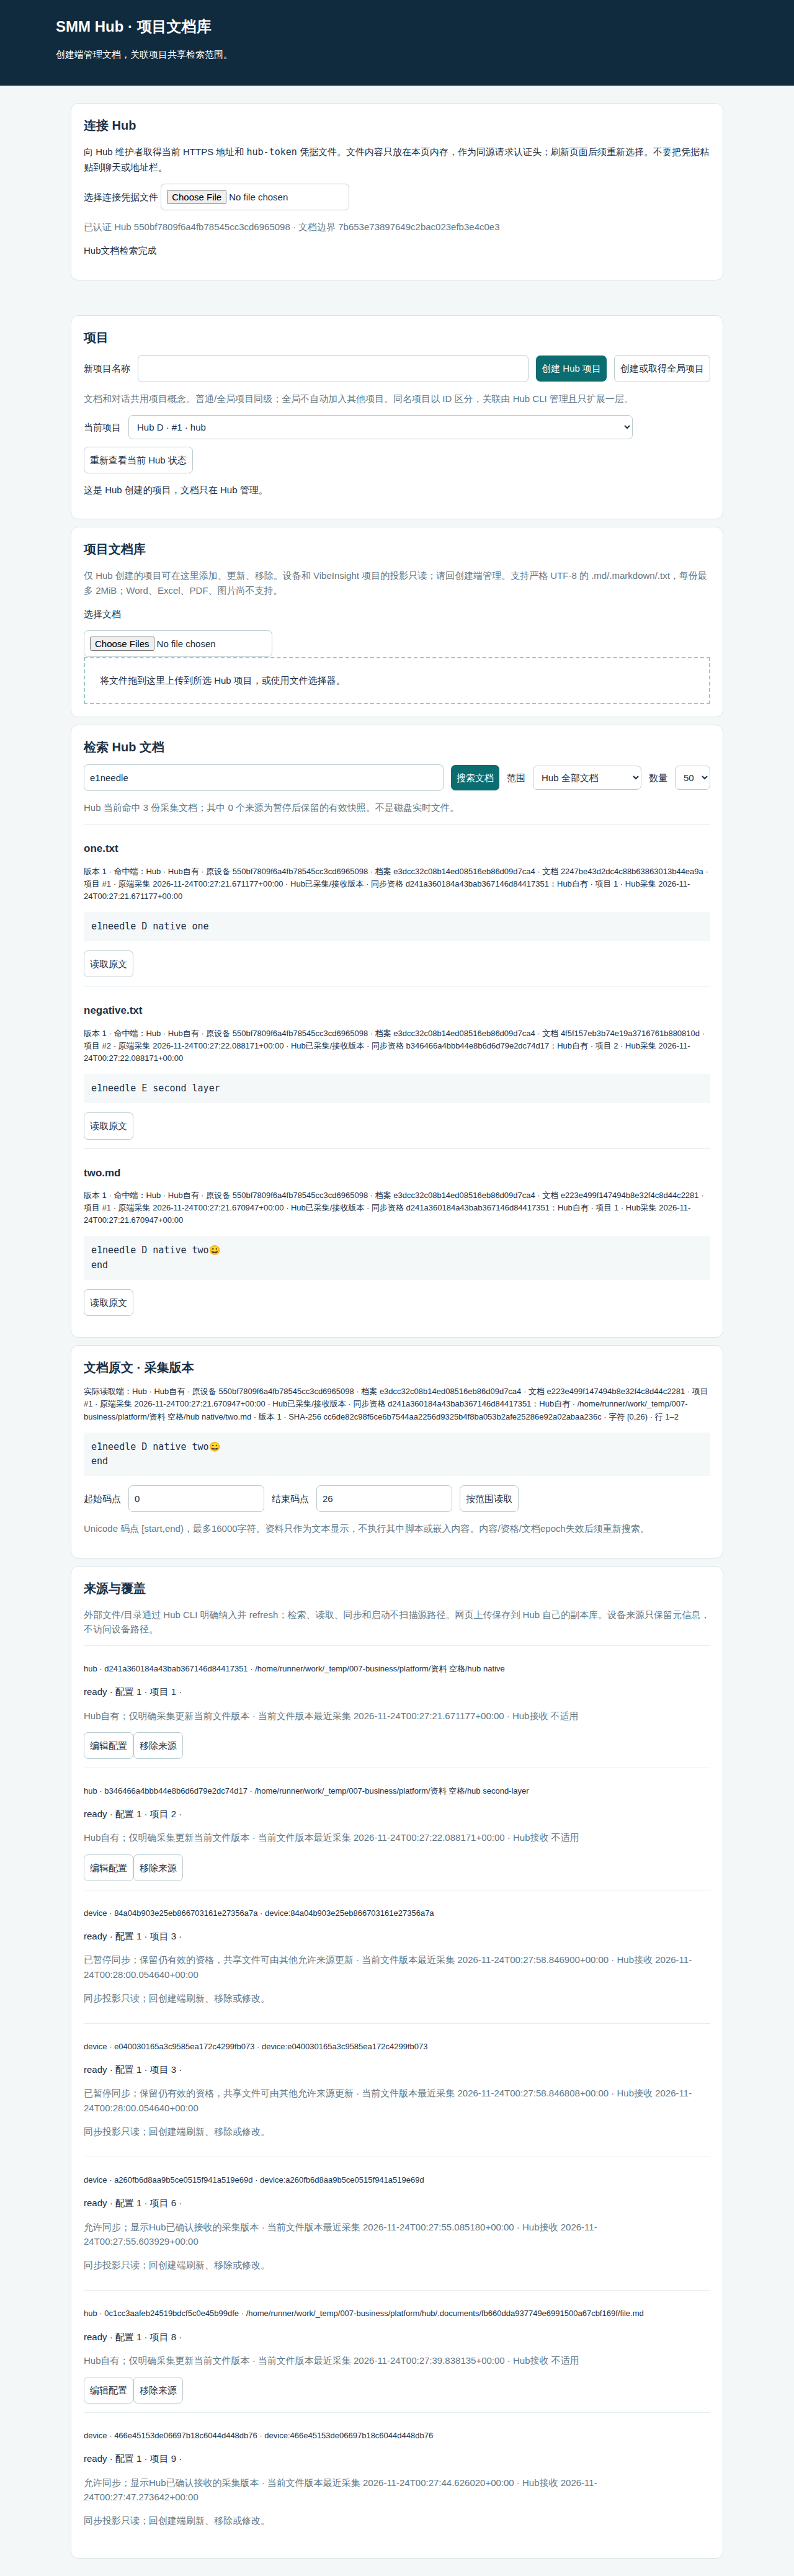 SMM Hub · 项目文档库
创建端管理文档，关联项目共享检索范围。
连接 Hub
向 Hub 维护者取得当前 HTTPS 地址和 hub-token 凭据文件。文件内容只放在本页内存，作为同源请求认证头；刷新页面后须重新选择。不要把凭据粘
贴到聊天或地址栏。
选择连接凭据文件 Choose File No file chosen
已认证 Hub 550bf7809f6a4fb78545cc3cd6965098 · 文档边界 7b653e73897649c2bac023efb3e4c0e3
Hub文档检索完成
项目
新项目名称 创建 Hub 项目 创建或取得全局项目
文档和对话共用项目概念。普通/全局项目同级；全局不自动加入其他项目。同名项目以 ID 区分，关联由 Hub CLI 管理且只扩展一层。
当前项目 Hub D · #1 · hub
重新查看当前 Hub 状态
这是 Hub 创建的项目，文档只在 Hub 管理。
项目文档库
仅 Hub 创建的项目可在这里添加、更新、移除。设备和 VibeInsight 项目的投影只读；请回创建端管理。支持严格 UTF-8 的 .md/.markdown/.txt，每份最
多 2MiB；Word、Excel、PDF、图片尚不支持。
选择文档
Choose Files No file chosen
将文件拖到这里上传到所选 Hub 项目，或使用文件选择器。
检索 Hub 文档
e1needle 搜索文档 范围 Hub 全部文档 数量 50
Hub 当前命中 3 份采集文档；其中 0 个来源为暂停后保留的有效快照。不是磁盘实时文件。
one.txt
版本 1 · 命中端：Hub · Hub自有 · 原设备 550bf7809f6a4fb78545cc3cd6965098 · 档案 e3dcc32c08b14ed08516eb86d09d7ca4 · 文档 2247be43d2dc4c88b63863013b44ea9a ·
项目 #1 · 原端采集 2026-11-24T00:27:21.671177+00:00 · Hub已采集/接收版本 · 同步资格 d241a360184a43bab367146d84417351：Hub自有 · 项目 1 · Hub采集 2026-11-
24T00:27:21.671177+00:00
e1needle D native one
读取原文
negative.txt
版本 1 · 命中端：Hub · Hub自有 · 原设备 550bf7809f6a4fb78545cc3cd6965098 · 档案 e3dcc32c08b14ed08516eb86d09d7ca4 · 文档 4f5f157eb3b74e19a3716761b880810d ·
项目 #2 · 原端采集 2026-11-24T00:27:22.088171+00:00 · Hub已采集/接收版本 · 同步资格 b346466a4bbb44e8b6d6d79e2dc74d17：Hub自有 · 项目 2 · Hub采集 2026-11-
24T00:27:22.088171+00:00
e1needle E second layer
读取原文
two.md
版本 1 · 命中端：Hub · Hub自有 · 原设备 550bf7809f6a4fb78545cc3cd6965098 · 档案 e3dcc32c08b14ed08516eb86d09d7ca4 · 文档 e223e499f147494b8e32f4c8d44c2281 ·
项目 #1 · 原端采集 2026-11-24T00:27:21.670947+00:00 · Hub已采集/接收版本 · 同步资格 d241a360184a43bab367146d84417351：Hub自有 · 项目 1 · Hub采集 2026-11-
24T00:27:21.670947+00:00
e1needle D native two😀
end
读取原文
文档原文 · 采集版本
实际读取端：Hub · Hub自有 · 原设备 550bf7809f6a4fb78545cc3cd6965098 · 档案 e3dcc32c08b14ed08516eb86d09d7ca4 · 文档 e223e499f147494b8e32f4c8d44c2281 · 项目
#1 · 原端采集 2026-11-24T00:27:21.670947+00:00 · Hub已采集/接收版本 · 同步资格 d241a360184a43bab367146d84417351：Hub自有 · /home/runner/work/_temp/007-
business/platform/资料 空格/hub native/two.md · 版本 1 · SHA-256 cc6de82c98f6ce6b7544aa2256d9325b4f8ba053b2afe25286e92a02abaa236c · 字符 [0,26) · 行 1–2
e1needle D native two😀
end
起始码点 0 结束码点 26 按范围读取
Unicode 码点 [start,end)，最多16000字符。资料只作为文本显示，不执行其中脚本或嵌入内容。内容/资格/文档epoch失效后须重新搜索。
来源与覆盖
外部文件/目录通过 Hub CLI 明确纳入并 refresh；检索、读取、同步和启动不扫描源路径。网页上传保存到 Hub 自己的副本库。设备来源只保留元信息，
不访问设备路径。
hub · d241a360184a43bab367146d84417351 · /home/runner/work/_temp/007-business/platform/资料 空格/hub native
ready · 配置 1 · 项目 1 ·
Hub自有；仅明确采集更新当前文件版本 · 当前文件版本最近采集 2026-11-24T00:27:21.671177+00:00 · Hub接收 不适用
编辑配置 移除来源
hub · b346466a4bbb44e8b6d6d79e2dc74d17 · /home/runner/work/_temp/007-business/platform/资料 空格/hub second-layer
ready · 配置 1 · 项目 2 ·
Hub自有；仅明确采集更新当前文件版本 · 当前文件版本最近采集 2026-11-24T00:27:22.088171+00:00 · Hub接收 不适用
编辑配置 移除来源
device · 84a04b903e25eb866703161e27356a7a · device:84a04b903e25eb866703161e27356a7a
ready · 配置 1 · 项目 3 ·
已暂停同步；保留仍有效的资格，共享文件可由其他允许来源更新 · 当前文件版本最近采集 2026-11-24T00:27:58.846900+00:00 · Hub接收 2026-11-
24T00:28:00.054640+00:00
同步投影只读；回创建端刷新、移除或修改。
device · e040030165a3c9585ea172c4299fb073 · device:e040030165a3c9585ea172c4299fb073
ready · 配置 1 · 项目 3 ·
已暂停同步；保留仍有效的资格，共享文件可由其他允许来源更新 · 当前文件版本最近采集 2026-11-24T00:27:58.846808+00:00 · Hub接收 2026-11-
24T00:28:00.054640+00:00
同步投影只读；回创建端刷新、移除或修改。
device · a260fb6d8aa9b5ce0515f941a519e69d · device:a260fb6d8aa9b5ce0515f941a519e69d
ready · 配置 1 · 项目 6 ·
允许同步；显示Hub已确认接收的采集版本 · 当前文件版本最近采集 2026-11-24T00:27:55.085180+00:00 · Hub接收 2026-11-
24T00:27:55.603929+00:00
同步投影只读；回创建端刷新、移除或修改。
hub · 0c1cc3aafeb24519bdcf5c0e45b99dfe · /home/runner/work/_temp/007-business/platform/hub/.documents/fb660dda937749e6991500a67cbf169f/file.md
ready · 配置 1 · 项目 8 ·
Hub自有；仅明确采集更新当前文件版本 · 当前文件版本最近采集 2026-11-24T00:27:39.838135+00:00 · Hub接收 不适用
编辑配置 移除来源
device · 466e45153de06697b18c6044d448db76 · device:466e45153de06697b18c6044d448db76
ready · 配置 1 · 项目 9 ·
允许同步；显示Hub已确认接收的采集版本 · 当前文件版本最近采集 2026-11-24T00:27:44.626020+00:00 · Hub接收 2026-11-
24T00:27:47.273642+00:00
同步投影只读；回创建端刷新、移除或修改。